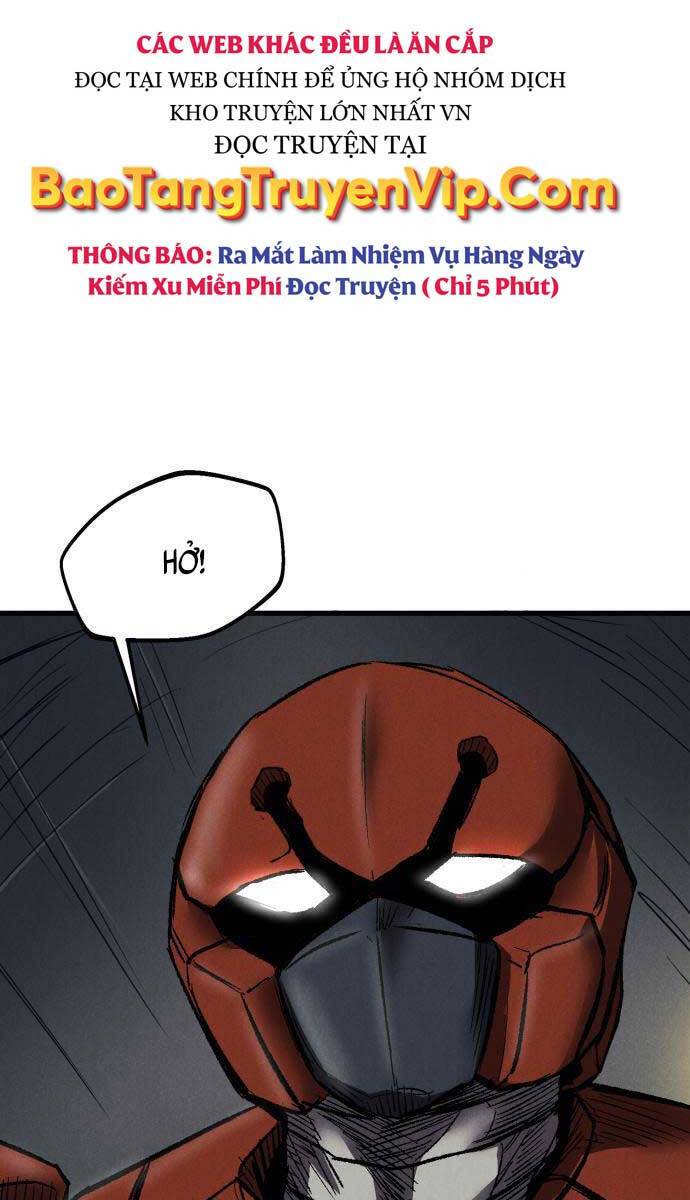 CÁC WEB KHÁC ĐỀU LÀ ĂN CẮP
ĐỌC TẠI WEB CHÍNH ĐỂ ỦNG HỘ NHÓM DỊCH
KHO TRUYỆN LỚN NHẤT VN
ĐỌC TRUYỆN TẠI
BaoTangTruyenVip.Com
THÔNG BÁO: Ra Mắt Làm Nhiệm Vụ Hàng Ngày
Kiếm Xu Miễn Phí Đọc Truyện ( Chỉ 5 Phút)
HỞ!